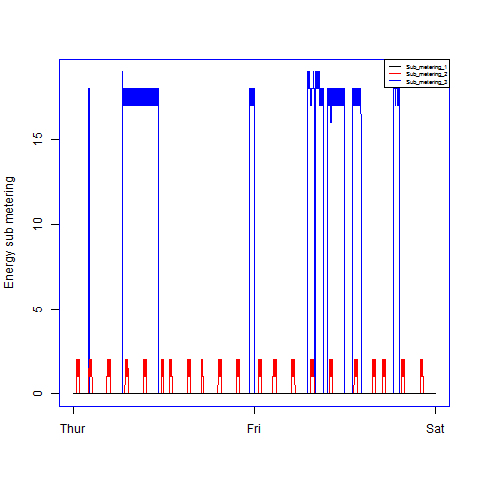 Sub_metering_1
Sub_metering_2
Sub_metering_3
Energy sub metering
15
10
5
0
Thur Fri Sat